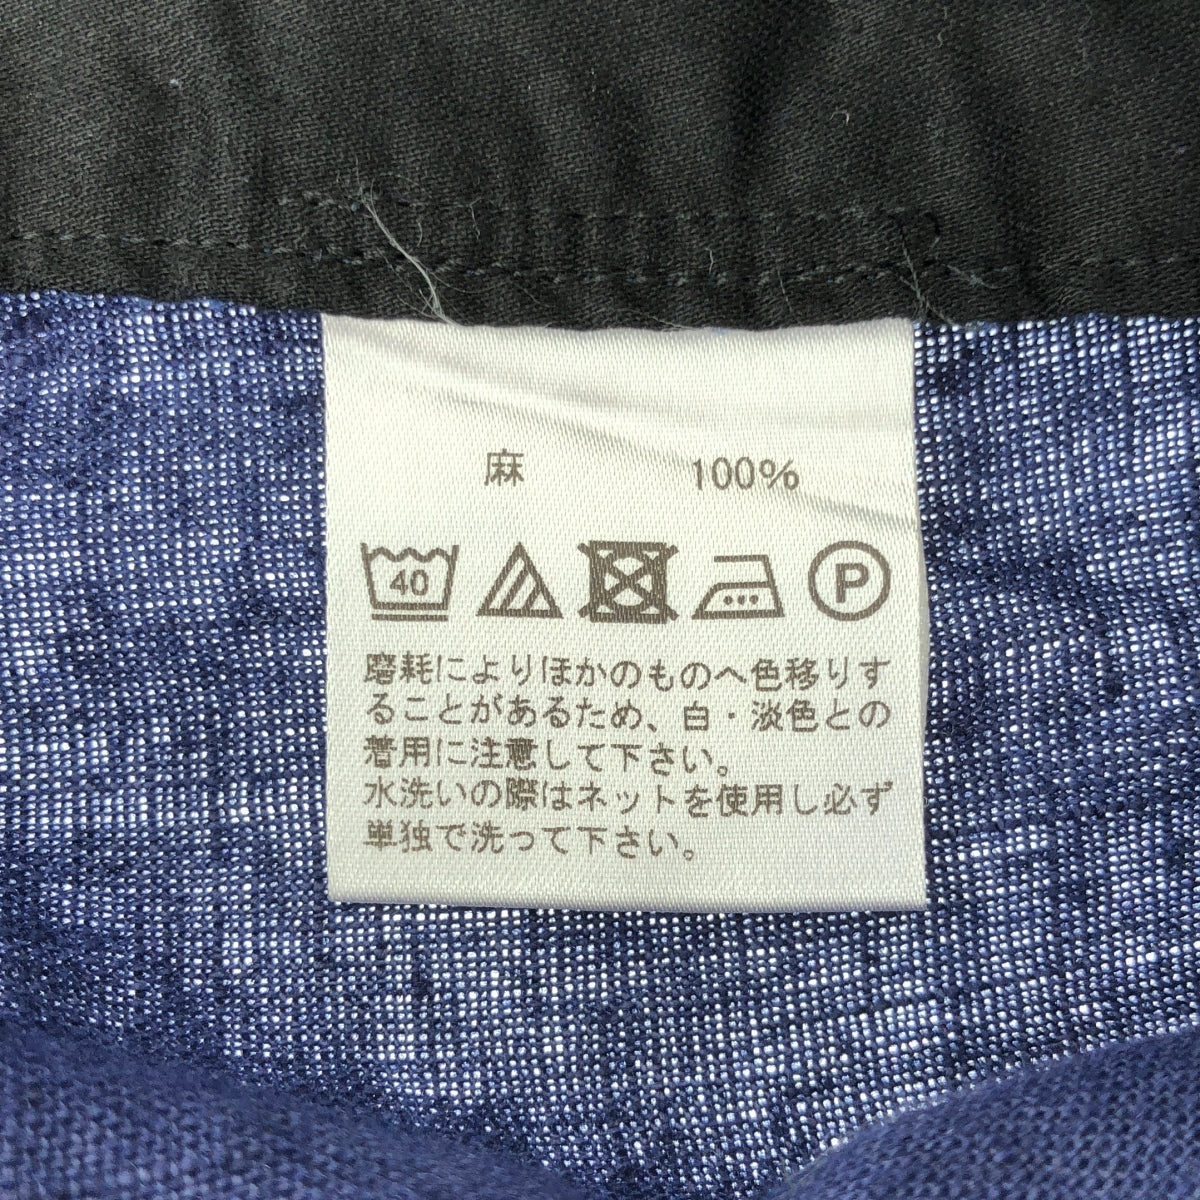 麻 100%
40 P
磨耗によりほかのものへ色移りす
ることがあるため、白・淡色との
着用に注意して下さい。
水洗いの際はネットを使用し必ず
単独で洗って下さい。